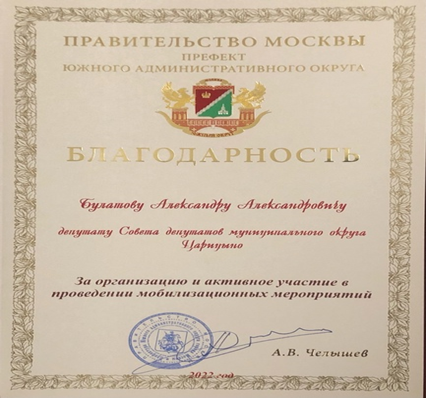 ПРАВИТЕЛЬСТВО МОСКВЫ
ПРЕФЕКТ
ЮЖНОГО АДМИНИСТРАТИВНОГО ОКРУГА
БЛАГОДАРНОСТЬ
Булатову Александру Александровичу
депутату Совета депутатов муниципального округа
Царицыно
За организацию и активное участие в
проведении мобилизационных мероприятий
А.В. Челышев
2022 год